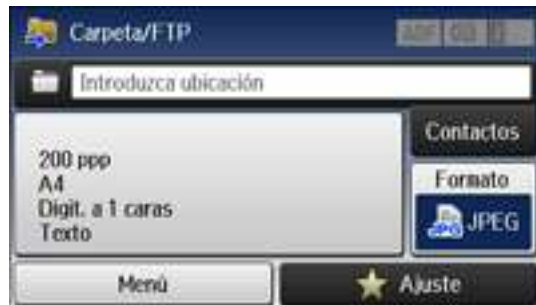 Carpeta/FTP
Introduzca ubicación
Contactos
200 ppp
A4
Digit. a 1 caras
Texto
Formato
JPEG
Menú
Ajuste